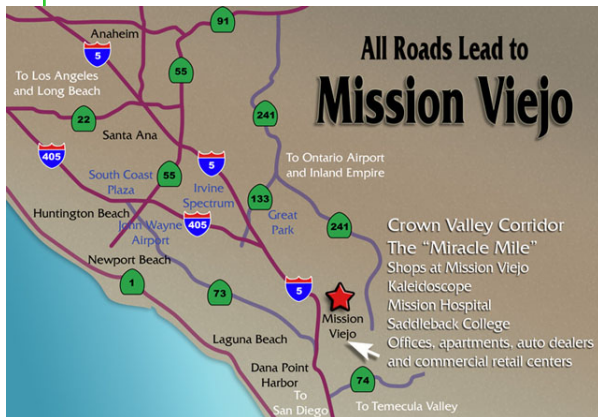 All Roads Lead to
Mission Viejo
91
Anaheim
5
55
To Los Angeles
and Long Beach
241
22
Santa Ana
405
5
To Ontario Airport
and Inland Empire
South Coast
Plaza
55
Irvine
Spectrum
133
Great
Park
241
Huntington Beach
John Wayne
Airport
405
Newport Beach
1
73
5
Mission
Viejo
Crown Valley Corridor
The “Miracle Mile”
Shops at Mission Viejo
Kaleidoscope
Mission Hospital
Saddleback College
Offices, apartments, auto dealers
and commercial retail centers
Laguna Beach
Dana Point
Harbor
74
To
San Diego
To Temecula Valley